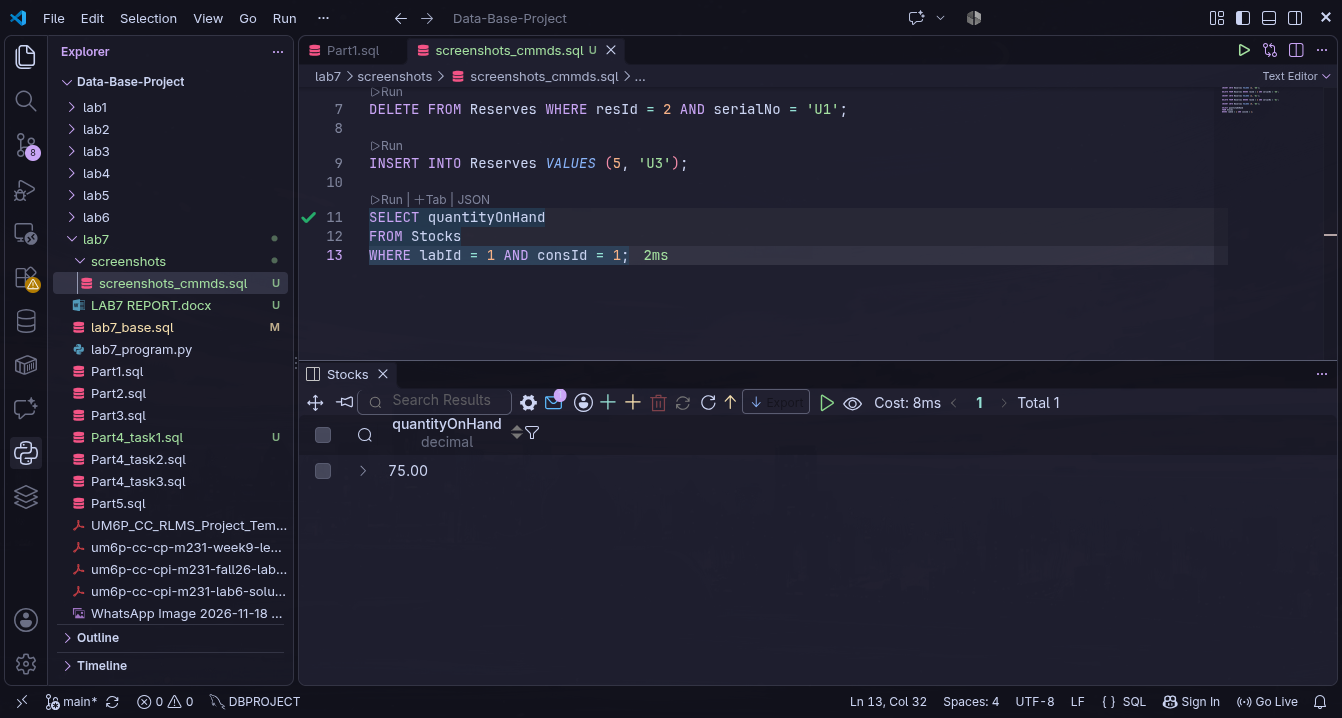 File Edit Selection View Go Run ··· Data-Base-Project
Explorer ···
Data-Base-Project
lab1
lab2
lab3
8
lab4
lab5
lab6
lab7
screenshots
screenshots_cmmds.sql U
LAB7 REPORT.docx U
lab7_base.sql M
lab7_program.py
Part1.sql
Part2.sql
Part3.sql
Part4_task1.sql U
Part4_task2.sql
Part4_task3.sql
Part5.sql
UM6P_CC_RLMS_Project_Tem...
um6p-cc-cp-m231-week9-le...
um6p-cc-cpi-m231-fall26-lab...
um6p-cc-cpi-m231-lab6-solu...
WhatsApp Image 2026-11-18 ...
Outline
Timeline
Part1.sql screenshots_cmmds.sql U
lab7 > screenshots > screenshots_cmmds.sql > ... Text Editor
Run
7 DELETE FROM Reserves WHERE resId = 2 AND serialNo = 'U1';
8
Run
9 INSERT INTO Reserves VALUES (5, 'U3');
10
Run | +Tab | JSON
11 SELECT quantityOnHand
12 FROM Stocks
13 WHERE labId = 1 AND consId = 1; 2ms
Stocks ···
Search Results Export Cost: 8ms 1 Total 1
quantityOnHand
decimal
75.00
main* 0 0 DBPROJECT Ln 13, Col 32 Spaces: 4 UTF-8 LF { } SQL Sign In Go Live